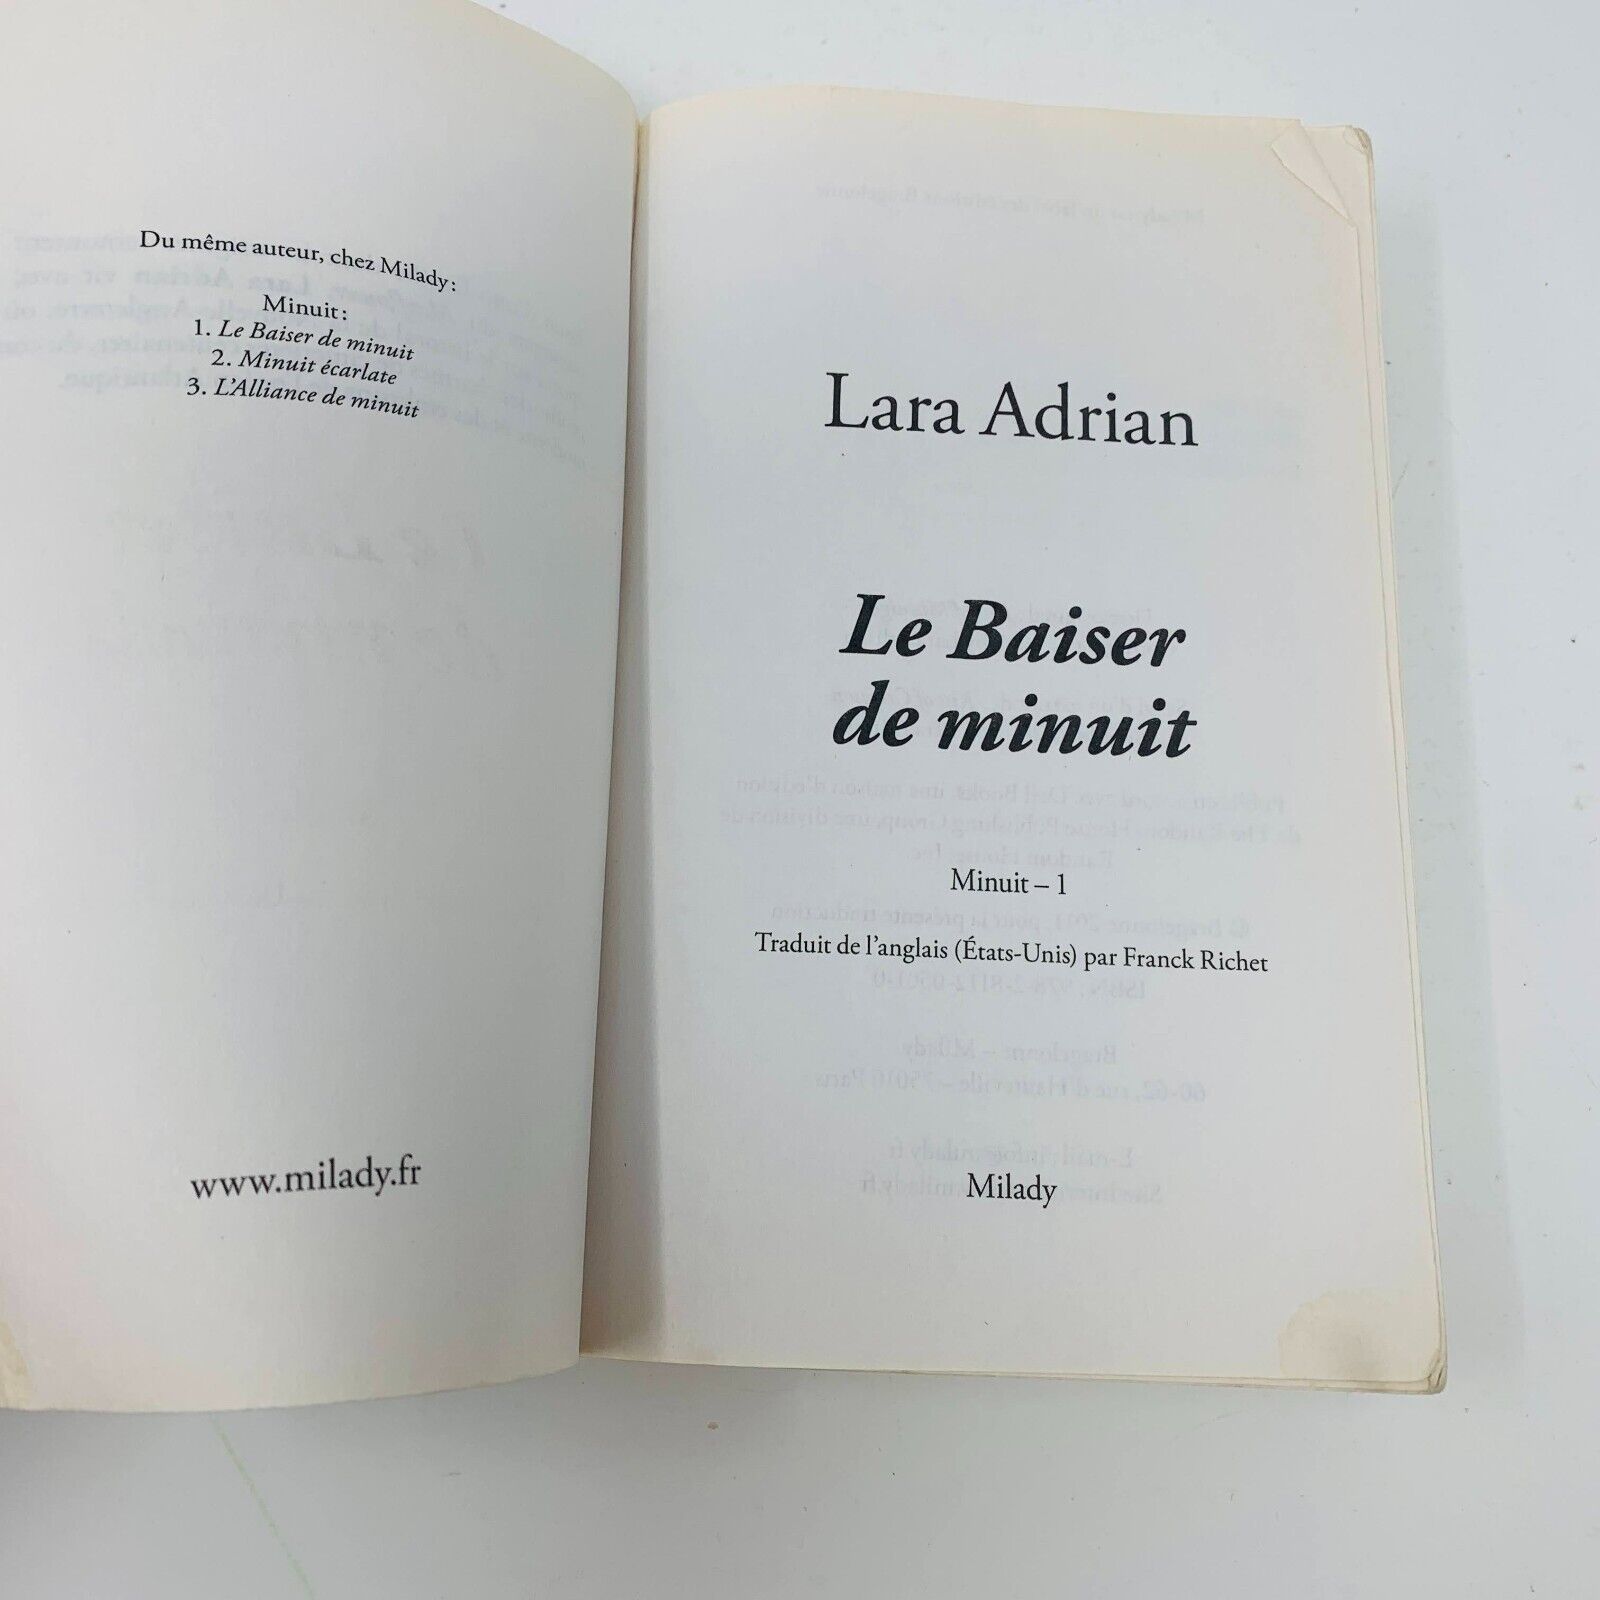 Du même auteur, chez Milady :
Minuit :
1. Le Baiser de minuit
2. Minuit écarlate
3. L'Alliance de minuit
www.milady.fr
Lara Adrian
Le Baiser
de minuit
Minuit – 1
Traduit de l'anglais (États-Unis) par Franck Richet
Milady